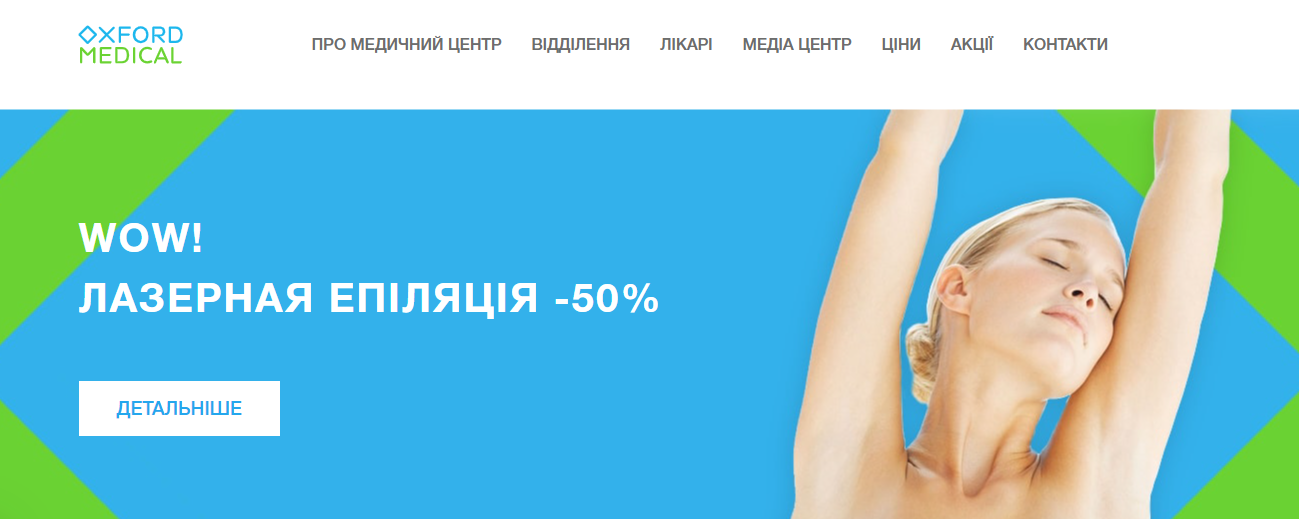 OXFORD
MEDICAL
ПРО МЕДИЧНИЙ ЦЕНТР ВІДДІЛЕННЯ ЛІКАРІ МЕДІА ЦЕНТР ЦІНИ АКЦІЇ КОНТАКТИ
WOW!
ЛАЗЕРНАЯ ЕПІЛЯЦІЯ -50%
ДЕТАЛЬНІШЕ